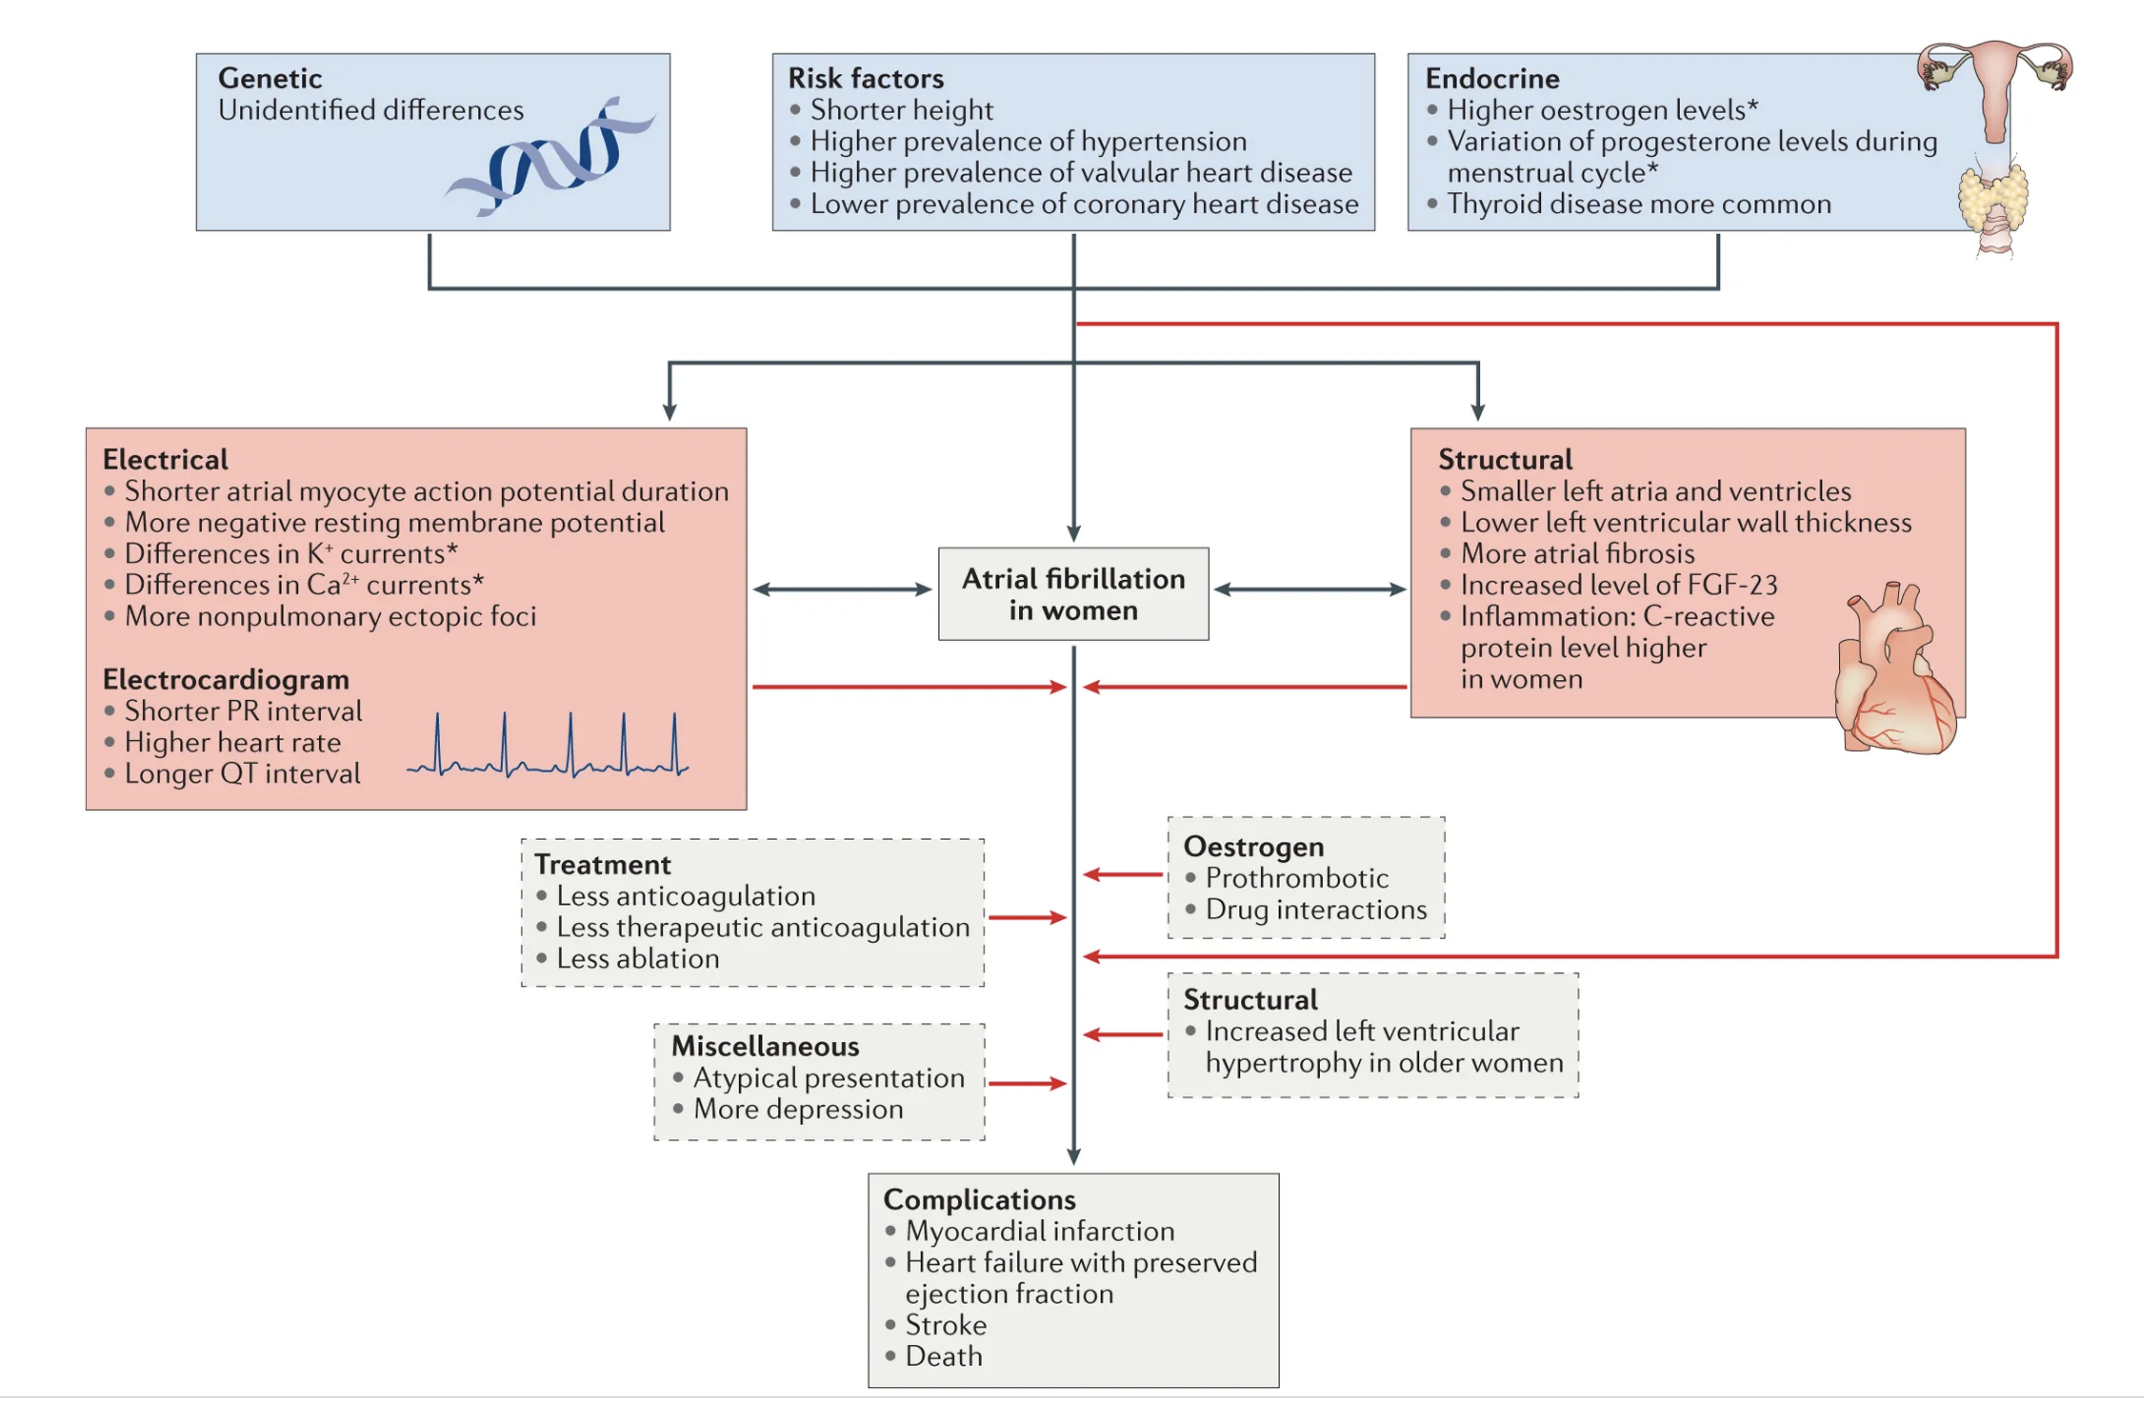 Genetic
Unidentified differences
Risk factors
• Shorter height
• Higher prevalence of hypertension
• Higher prevalence of valvular heart disease
• Lower prevalence of coronary heart disease
Endocrine
• Higher oestrogen levels*
• Variation of progesterone levels during
menstrual cycle*
• Thyroid disease more common
Electrical
• Shorter atrial myocyte action potential duration
• More negative resting membrane potential
• Differences in K⁺ currents*
• Differences in Ca²⁺ currents*
• More nonpulmonary ectopic foci
Electrocardiogram
• Shorter PR interval
• Higher heart rate
• Longer QT interval
Atrial fibrillation
in women
Structural
• Smaller left atria and ventricles
• Lower left ventricular wall thickness
• More atrial fibrosis
• Increased level of FGF-23
• Inflammation: C-reactive
protein level higher
in women
Treatment
• Less anticoagulation
• Less therapeutic anticoagulation
• Less ablation
Oestrogen
• Prothrombotic
• Drug interactions
Miscellaneous
• Atypical presentation
• More depression
Structural
• Increased left ventricular
hypertrophy in older women
Complications
• Myocardial infarction
• Heart failure with preserved
ejection fraction
• Stroke
• Death